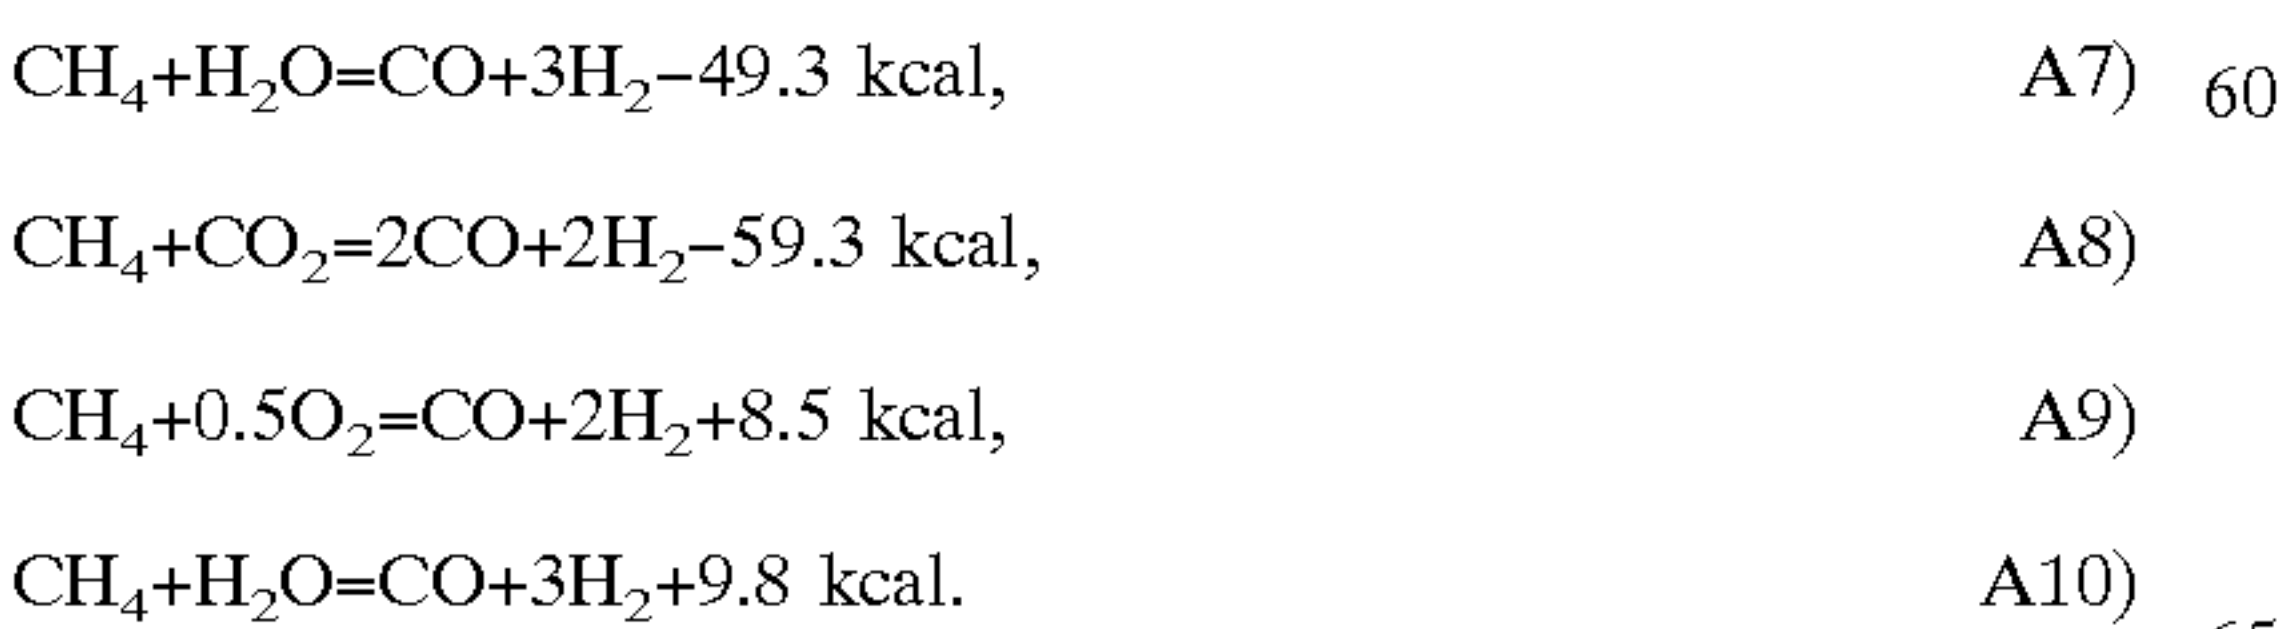 CH₄+H₂O=CO+3H₂−49.3 kcal, A7) 60
CH₄+CO₂=2CO+2H₂−59.3 kcal, A8)
CH₄+0.5O₂=CO+2H₂+8.5 kcal, A9)
CH₄+H₂O=CO+3H₂+9.8 kcal. A10)